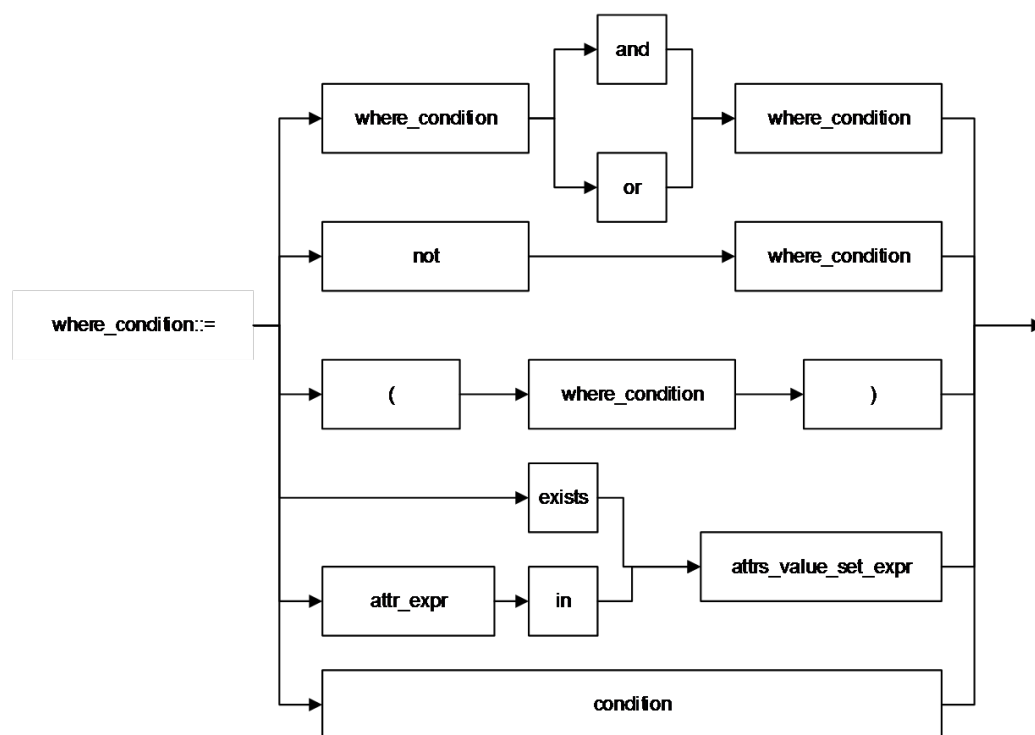 and
where_condition
where_condition
or
not
where_condition
where_condition::=
(
where_condition
)
exists
attrs_value_set_expr
attr_expr
in
condition